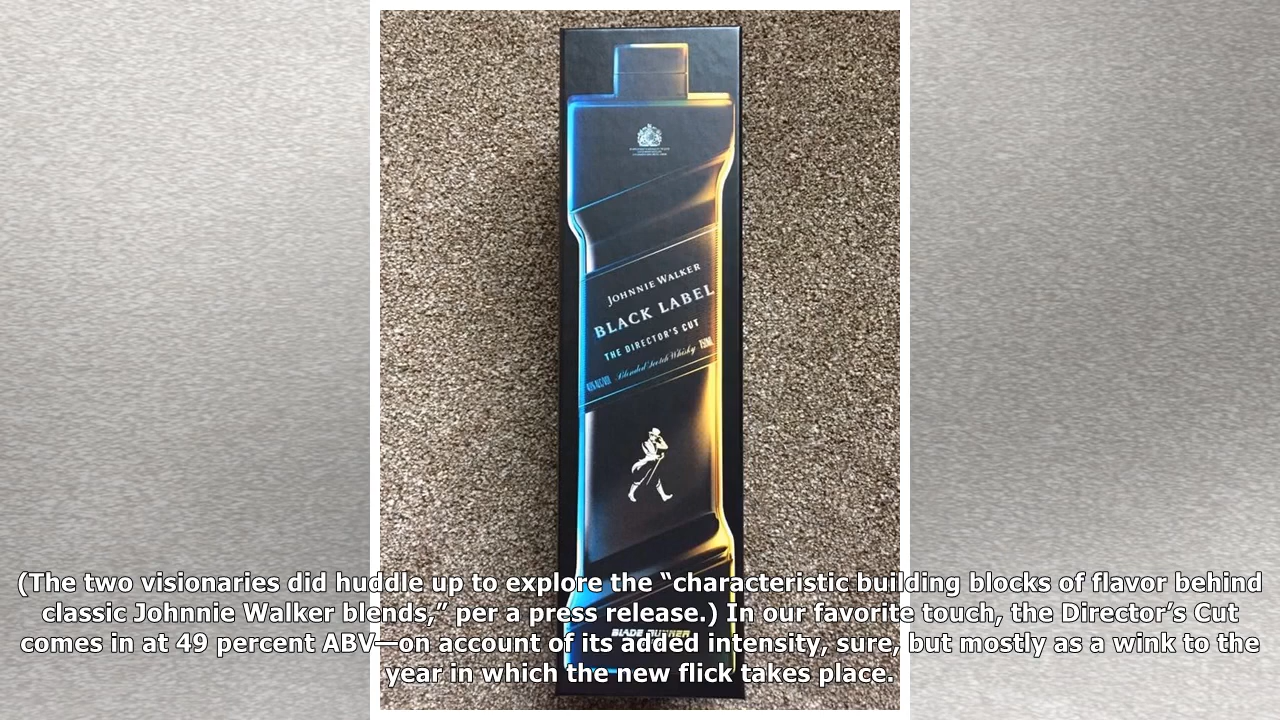 JOHNNIE WALKER
BLACK LABEL
THE DIRECTOR'S CUT
Blended Scotch Whisky 750ML
(The two visionaries did huddle up to explore the “characteristic building blocks of flavor behind
classic Johnnie Walker blends,” per a press release.) In our favorite touch, the Director’s Cut
comes in at 49 percent ABV—on account of its added intensity, sure, but mostly as a wink to the
year in which the new flick takes place.